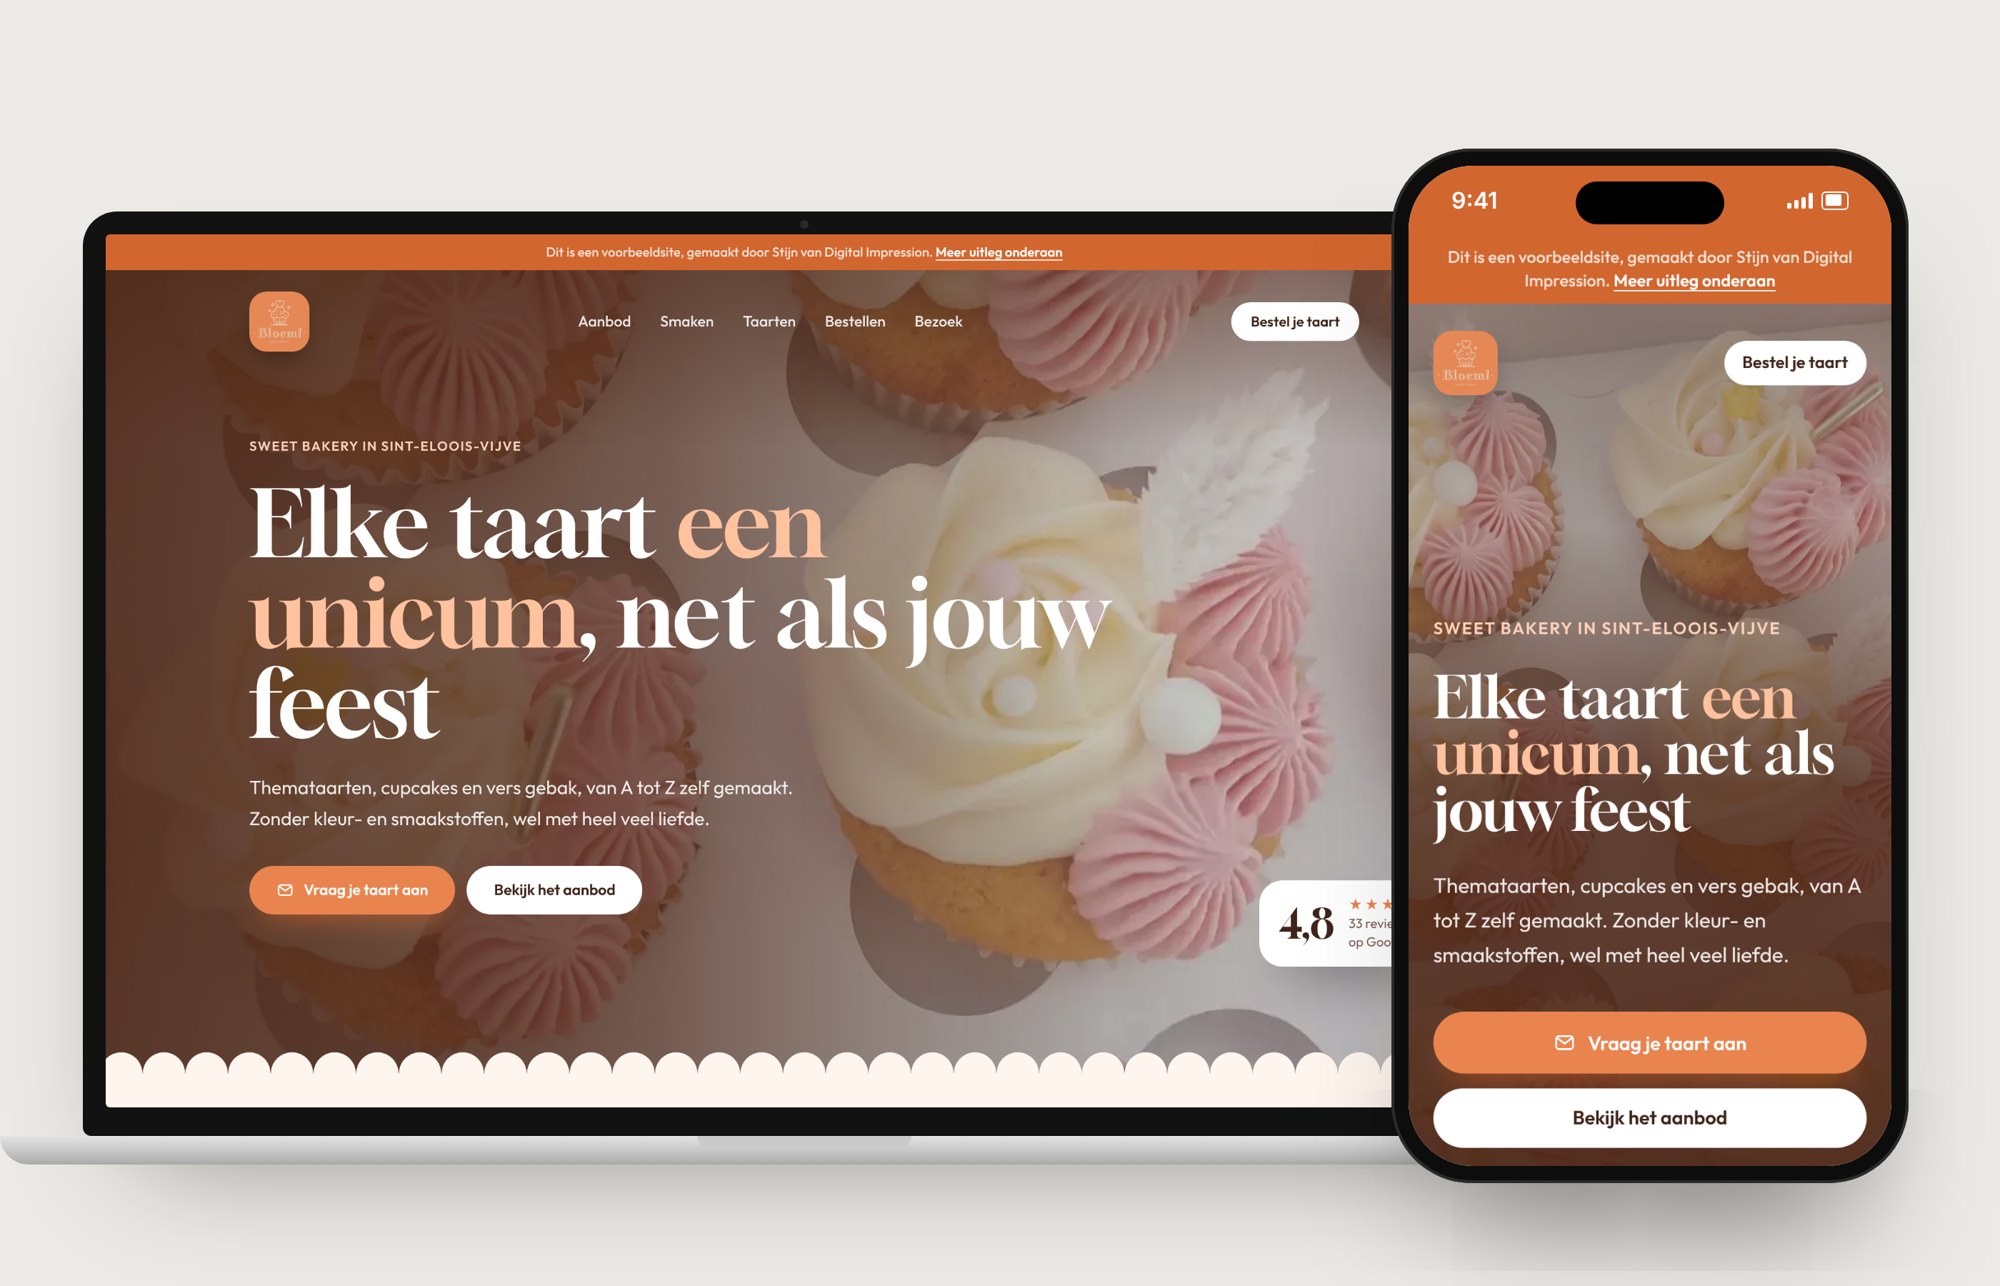 Dit is een voorbeeldsite, gemaakt door Stijn van Digital Impression. Meer uitleg onderaan
Bloeml
Aanbod Smaken Taarten Bestellen Bezoek
Bestel je taart
SWEET BAKERY IN SINT-ELOOIS-VIJVE
Elke taart een
unicum, net als jouw
feest
Themataarten, cupcakes en vers gebak, van A tot Z zelf gemaakt.
Zonder kleur- en smaakstoffen, wel met heel veel liefde.
Vraag je taart aan
Bekijk het aanbod
4,8
33
op
9:41
Dit is een voorbeeldsite, gemaakt door Stijn van Digital
Impression. Meer uitleg onderaan
Bloeml
Bestel je taart
SWEET BAKERY IN SINT-ELOOIS-VIJVE
Elke taart een
unicum, net als
jouw feest
Themataarten, cupcakes en vers gebak, van A
tot Z zelf gemaakt. Zonder kleur- en
smaakstoffen, wel met heel veel liefde.
Vraag je taart aan
Bekijk het aanbod